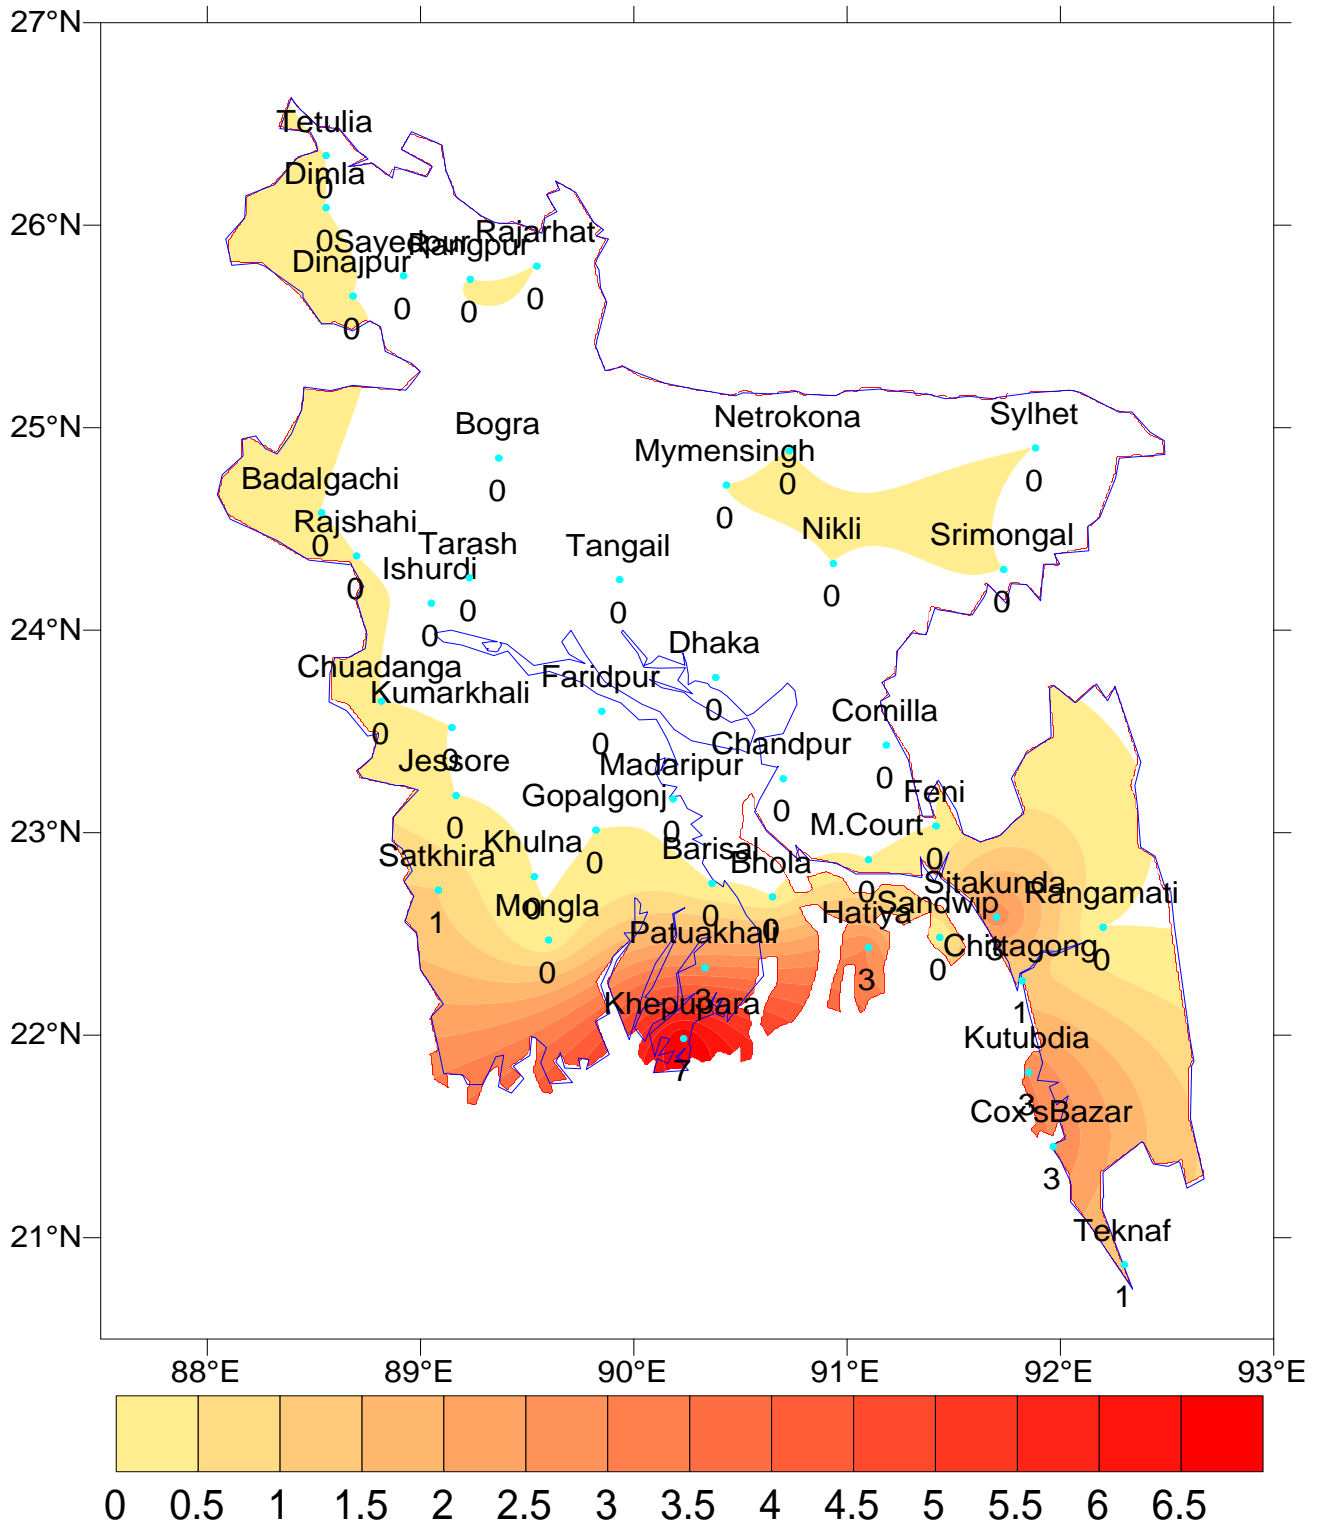 27°N
Tetulia
Dimla
0
26°N
0
Sayedpur
Rangpur
Rajarhat
Dinajpur
0
0
0
0
25°N
Bogra
Netrokona
Sylhet
Mymensingh
0
0
0
0
Badalgachi
Rajshahi
0
Tarash
Tangail
Nikli
Srimongal
Ishurdi
0
0
0
0
0
0
24°N
Dhaka
Chuadanga
Kumarkhali
Faridpur
0
Comilla
0
0
0
Chandpur
Jessore
Madaripur
0
Gopalgonj
0
Feni
23°N
0
0
M.Court
Khulna
0
Barisal
Bhola
0
Satkhira
0
Sitakunda
Rangamati
1
0
Mongla
0
0
Hatiya
Sandwip
Patuakhali
3
Chittagong
0
0
3
0
3
Khepupara
1
22°N
7
Kutubdia
3
Cox'sBazar
3
21°N
Teknaf
1
88°E 89°E 90°E 91°E 92°E 93°E
0 0.5 1 1.5 2 2.5 3 3.5 4 4.5 5 5.5 6 6.5